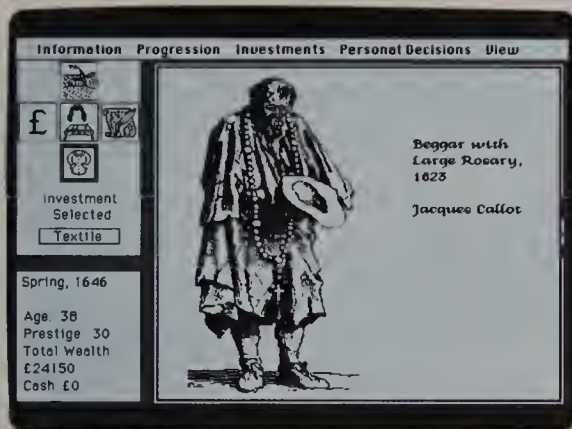 Information Progression Investments Personal Decisions View
£
Investment
Selected
Textile
Spring, 1646
Age. 38
Prestige 30
Total Wealth
£24150
Cash £0
Beggar with
Large Rosary,
1623
Jacques Callot